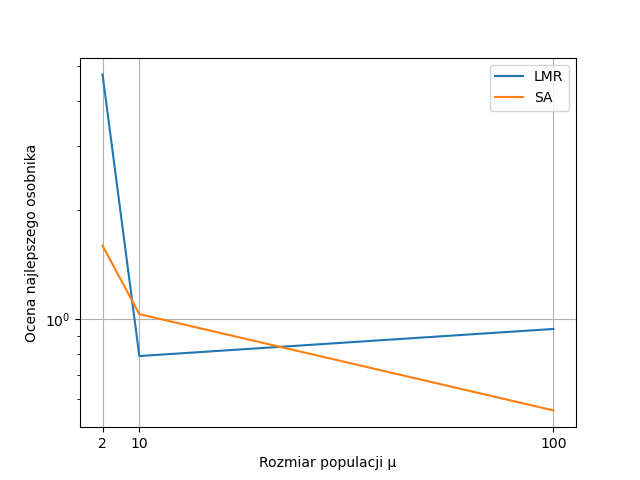 LMR
SA
Ocena najlepszego osobnika
10⁰
2 10 100
Rozmiar populacji μ